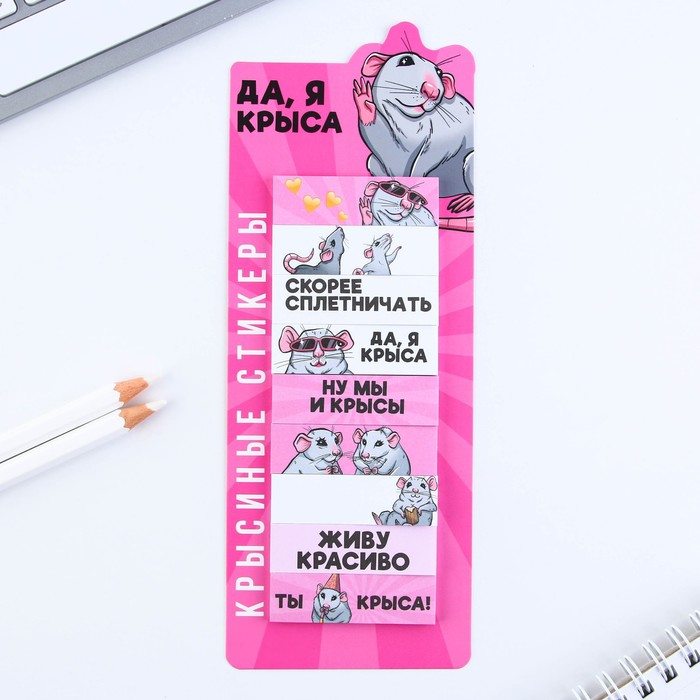 ДА, Я
КРЫСА
КРЫСИНЫЕ СТИКЕРЫ
СКОРЕЕ
СПЛЕТНИЧАТЬ
ДА, Я
КРЫСА
НУ МЫ
И КРЫСЫ
ЖИВУ
КРАСИВО
ТЫ КРЫСА!